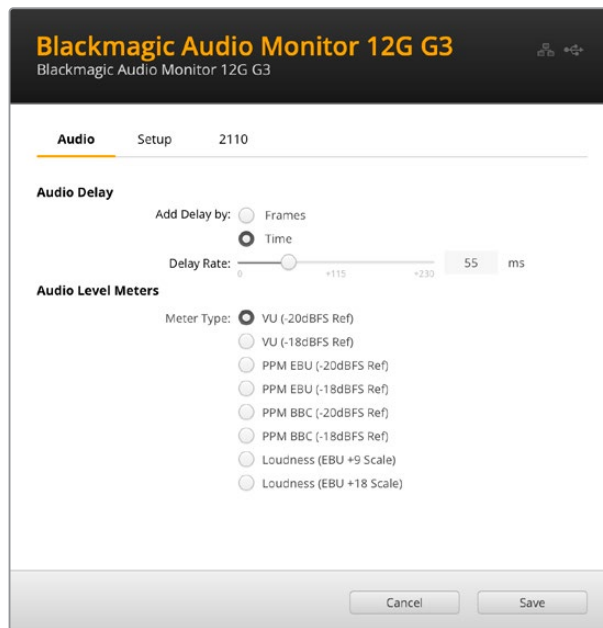 Blackmagic Audio Monitor 12G G3
Blackmagic Audio Monitor 12G G3
Audio Setup 2110
Audio Delay
Add Delay by: Frames
Time
Delay Rate: 55 ms
0 +115 +230
Audio Level Meters
Meter Type: VU (-20dBFS Ref)
VU (-18dBFS Ref)
PPM EBU (-20dBFS Ref)
PPM EBU (-18dBFS Ref)
PPM BBC (-20dBFS Ref)
PPM BBC (-18dBFS Ref)
Loudness (EBU +9 Scale)
Loudness (EBU +18 Scale)
Cancel Save